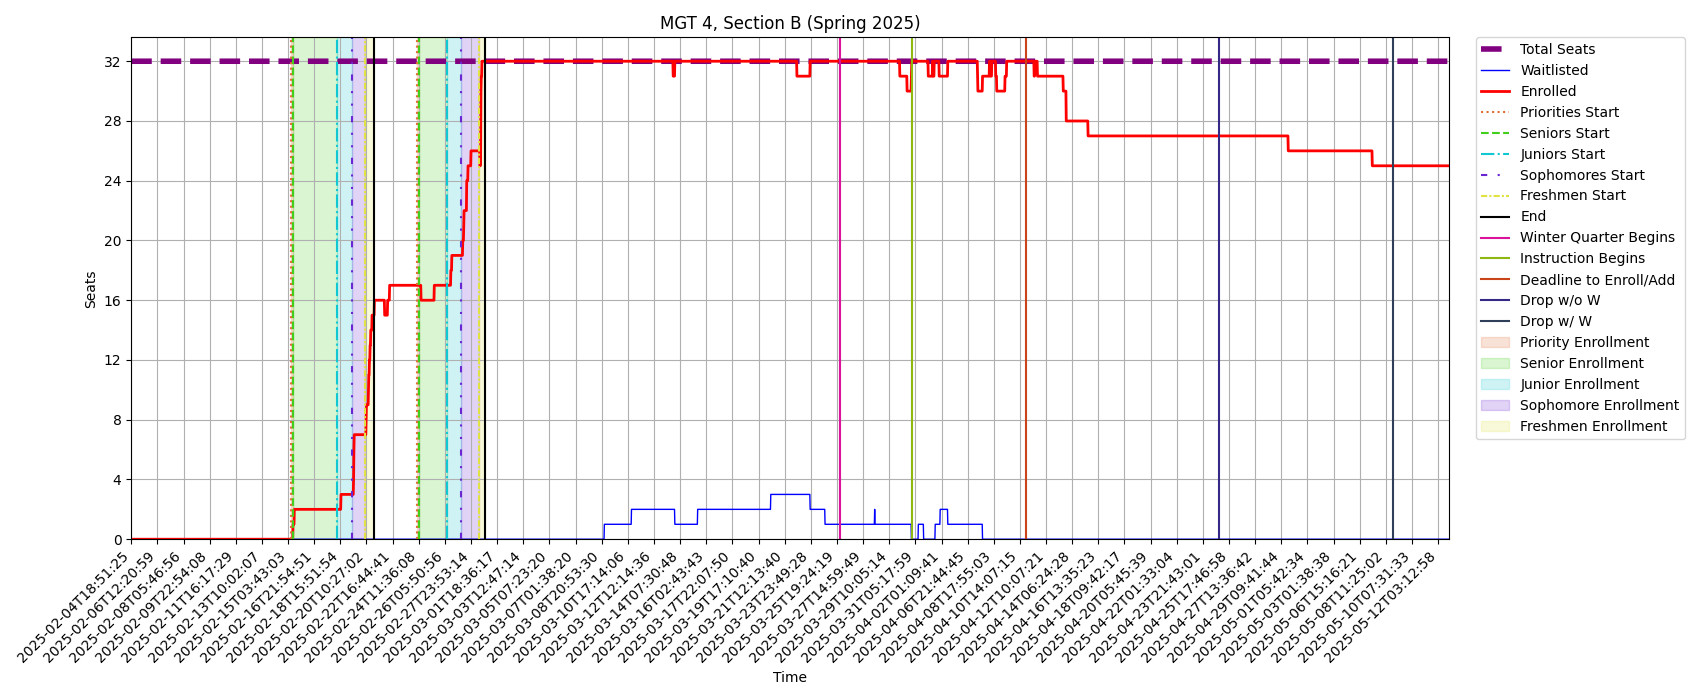 MGT 4, Section B (Spring 2025)
Seats
32
28
24
20
16
12
8
4
0
2025-02-04T18:51:25
2025-02-06T12:20:59
2025-02-08T05:46:56
2025-02-09T22:54:08
2025-02-11T16:17:29
2025-02-13T10:02:07
2025-02-15T03:43:03
2025-02-16T21:54:51
2025-02-18T15:51:54
2025-02-20T10:27:02
2025-02-22T16:44:41
2025-02-24T11:36:08
2025-02-26T05:50:56
2025-02-27T23:53:14
2025-03-01T18:36:17
2025-03-03T12:47:14
2025-03-05T07:23:20
2025-03-07T01:38:20
2025-03-08T20:53:30
2025-03-10T17:14:06
2025-03-12T12:14:36
2025-03-14T07:30:48
2025-03-16T02:43:43
2025-03-17T22:07:50
2025-03-19T17:10:40
2025-03-21T12:13:40
2025-03-23T23:49:28
2025-03-25T19:24:19
2025-03-27T14:59:49
2025-03-29T10:05:14
2025-03-31T05:17:59
2025-04-02T01:09:41
2025-04-06T21:44:45
2025-04-08T17:55:03
2025-04-10T14:07:15
2025-04-12T10:07:21
2025-04-14T06:24:28
2025-04-16T13:35:23
2025-04-18T09:42:17
2025-04-20T05:45:39
2025-04-22T01:33:04
2025-04-23T21:43:01
2025-04-25T17:46:58
2025-04-27T13:36:42
2025-04-29T09:41:44
2025-05-01T05:42:34
2025-05-03T01:38:38
2025-05-06T15:16:21
2025-05-08T11:25:02
2025-05-10T07:31:33
2025-05-12T03:12:58
Time
Total Seats
Waitlisted
Enrolled
Priorities Start
Seniors Start
Juniors Start
Sophomores Start
Freshmen Start
End
Winter Quarter Begins
Instruction Begins
Deadline to Enroll/Add
Drop w/o W
Drop w/ W
Priority Enrollment
Senior Enrollment
Junior Enrollment
Sophomore Enrollment
Freshmen Enrollment